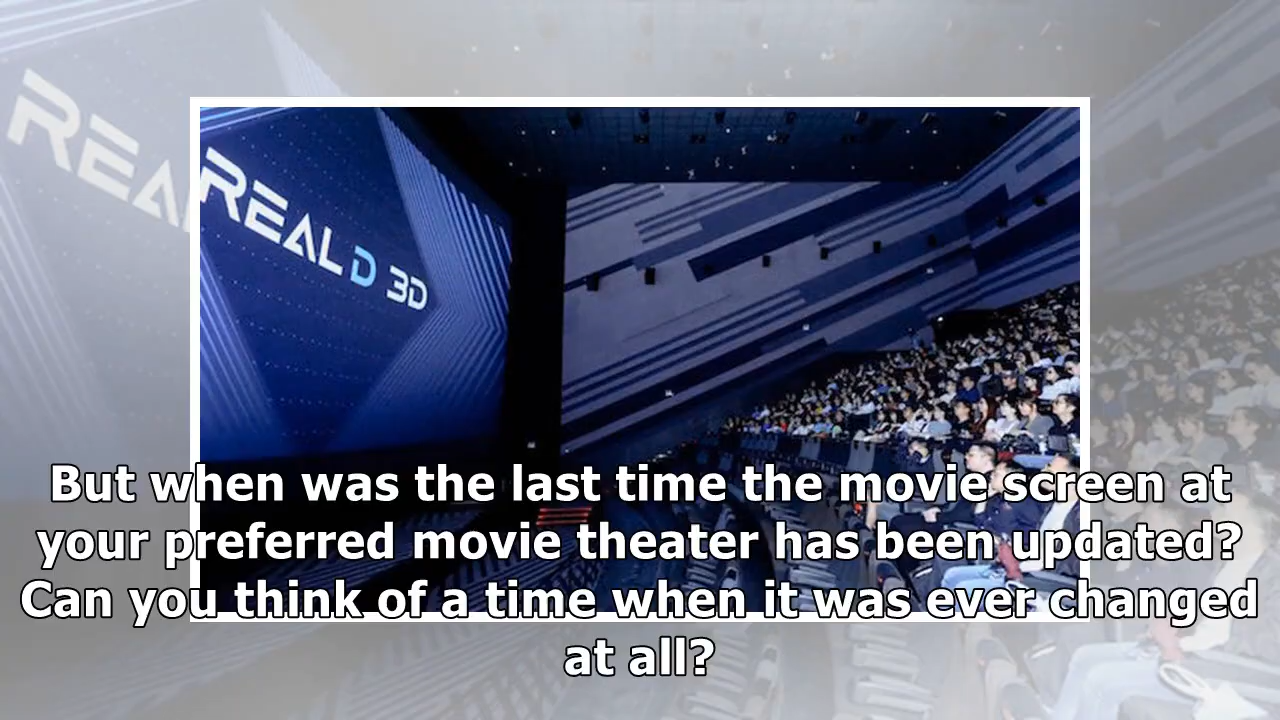 REA
REAL D 3D
But when was the last time the movie screen at
your preferred movie theater has been updated?
Can you think of a time when it was ever changed
at all?